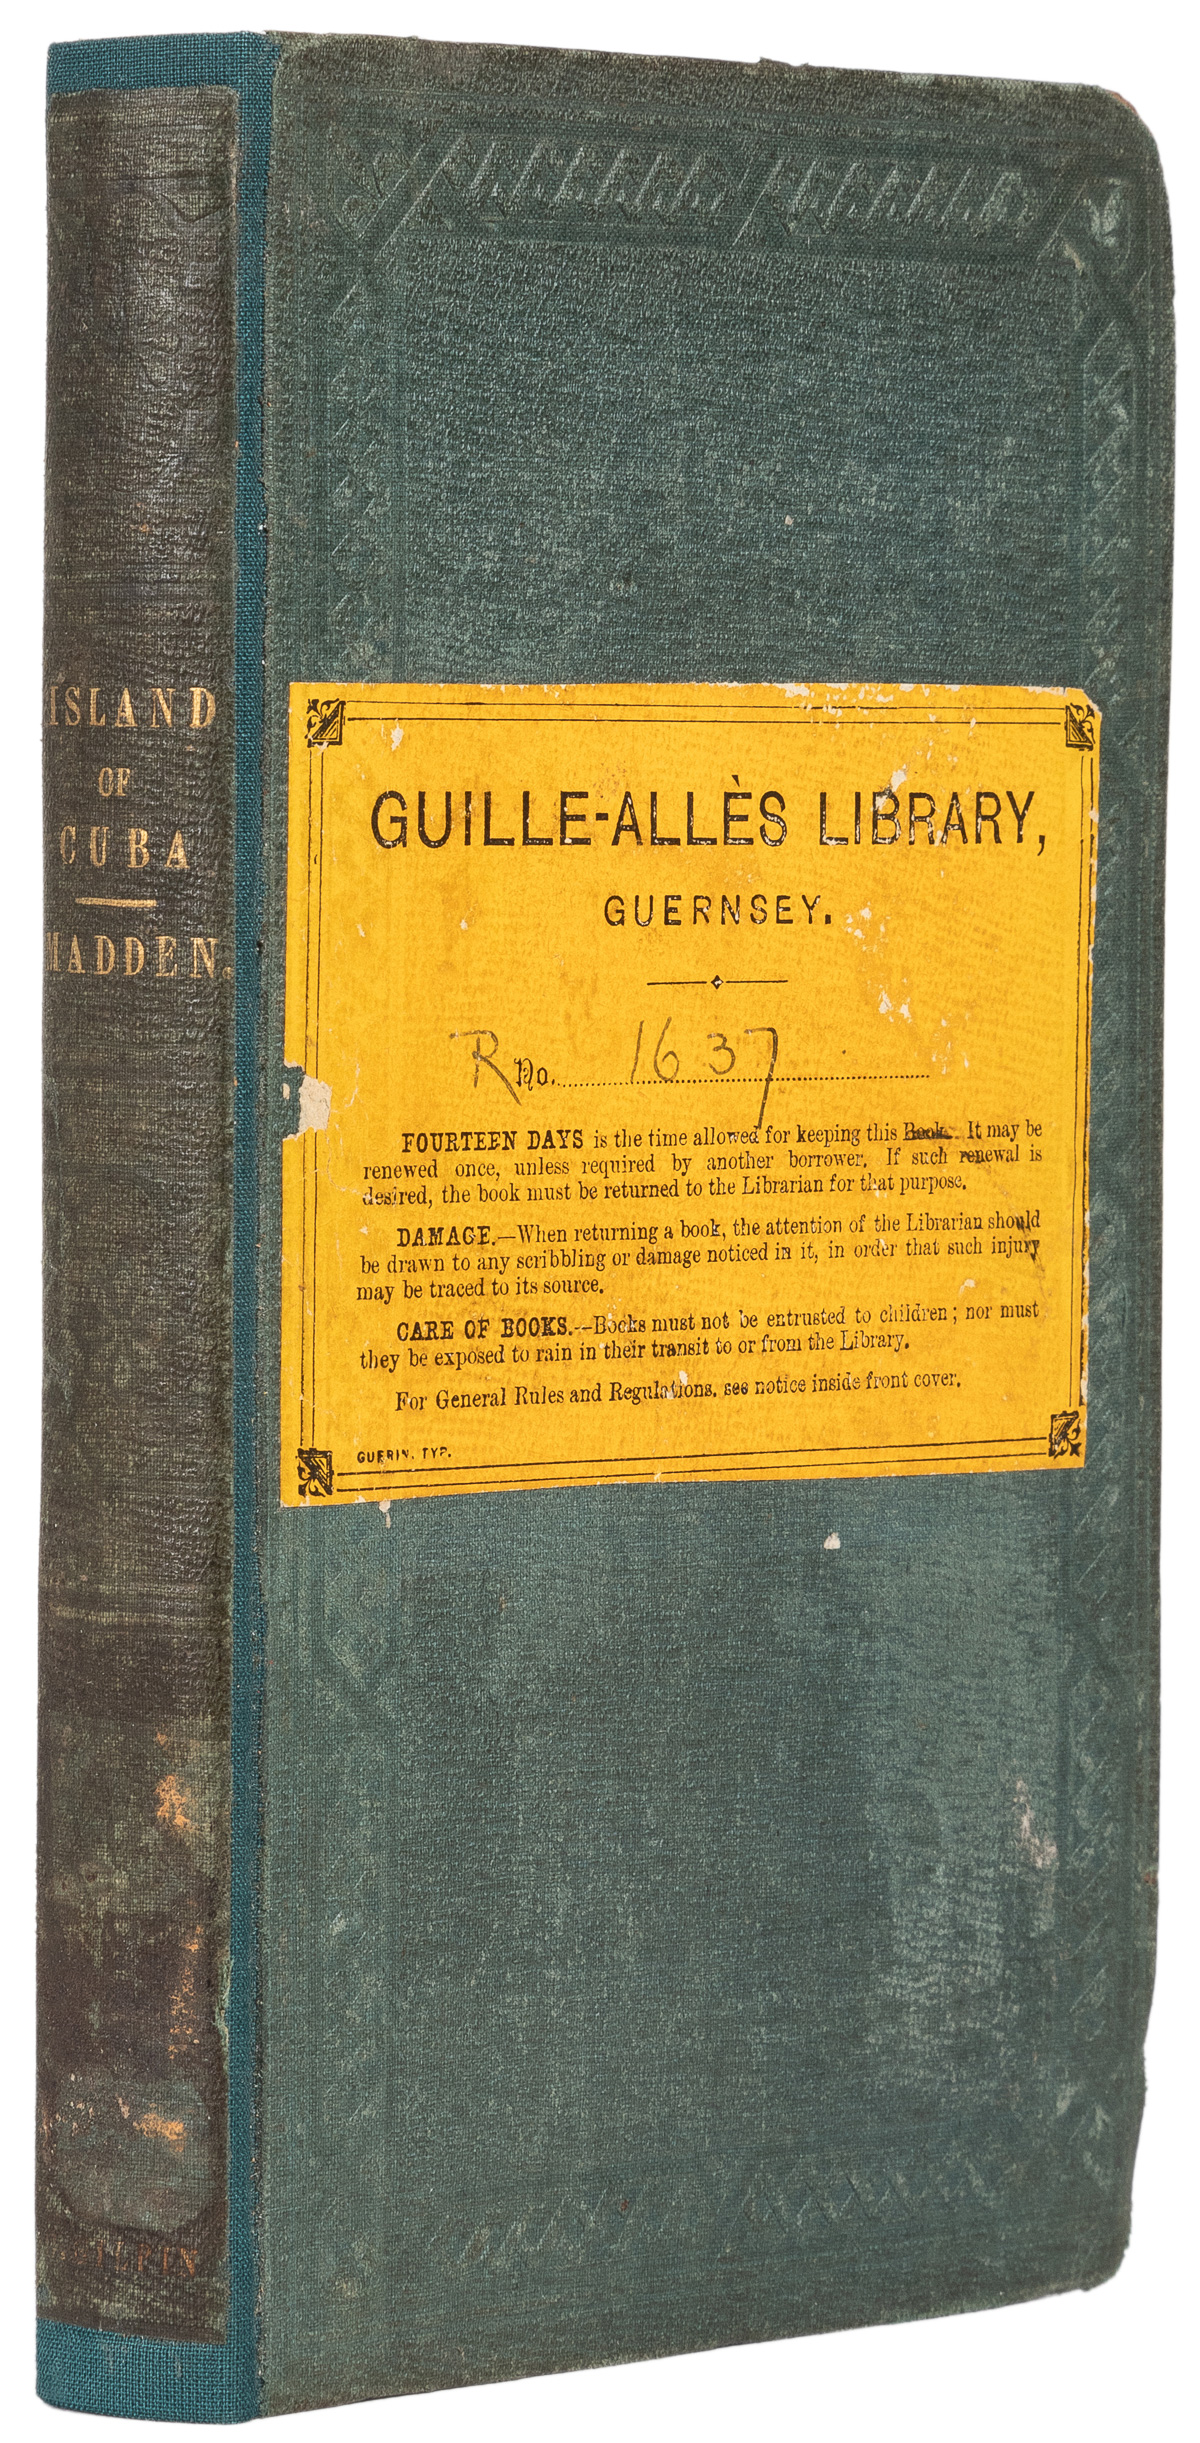 ISLAND
OF
CUBA
MADDEN.
GUILLE-ALLÈS LIBRARY,
GUERNSEY.
R No. 1637
FOURTEEN DAYS is the time allowed for keeping this Book. It may be
renewed once, unless required by another borrower. If such renewal is
desired, the book must be returned to the Librarian for that purpose.
DAMAGE.—When returning a book, the attention of the Librarian should
be drawn to any scribbling or damage noticed in it, in order that such injury
may be traced to its source.
CARE OF BOOKS.—Books must not be entrusted to children; nor must
they be exposed to rain in their transit to or from the Library.
For General Rules and Regulations, see notice inside front cover.
GUERIN, TYP.